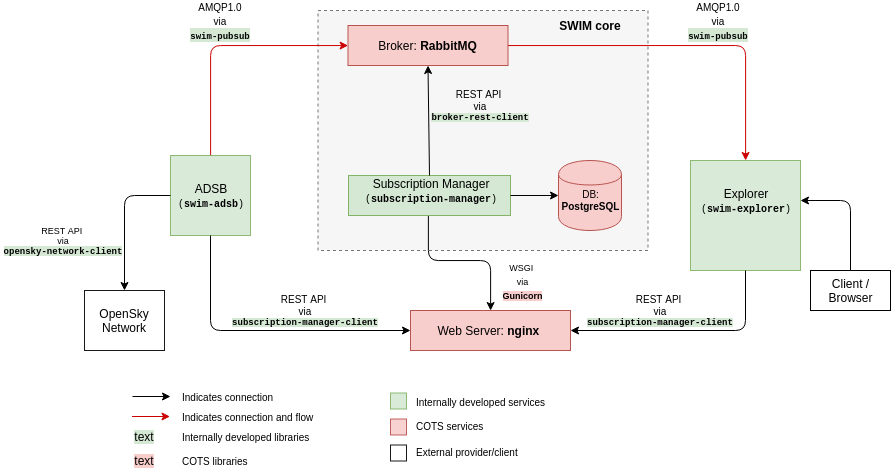 AMQP1.0
via
swim-pubsub
SWIM core
Broker: RabbitMQ
AMQP1.0
via
swim-pubsub
REST API
via
broker-rest-client
ADSB
(swim-adsb)
Subscription Manager
(subscription-manager)
DB:
PostgreSQL
Explorer
(swim-explorer)
REST API
via
opensky-network-client
OpenSky
Network
REST API
via
subscription-manager-client
WSGI
via
Gunicorn
Web Server: nginx
REST API
via
subscription-manager-client
Client /
Browser
Indicates connection
Indicates connection and flow
text Internally developed libraries
text COTS libraries
Internally developed services
COTS services
External provider/client